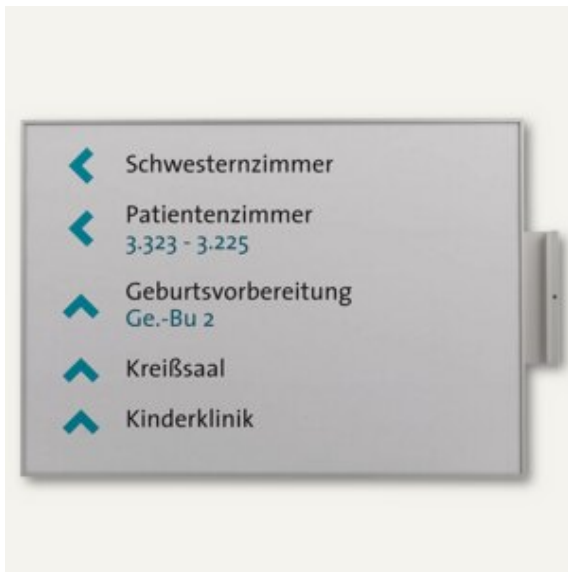 Schwesternzimmer
Patientenzimmer
3.323 - 3.225
Geburtsvorbereitung
Ge.-Bu 2
Kreißsaal
Kinderklinik